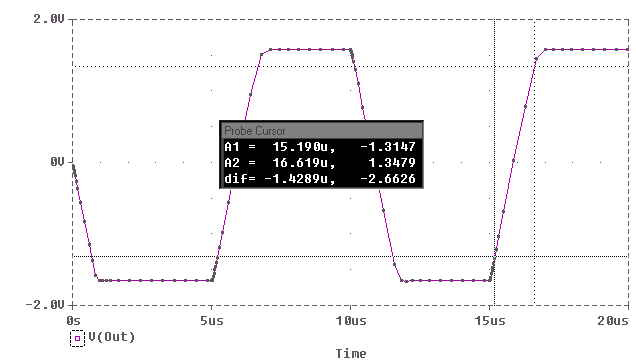 2.0V
Probe Cursor
A1 = 15.190u, -1.3147
A2 = 16.619u, 1.3479
dif= -1.4289u, -2.6626
0V
-2.0V
0s 5us 10us 15us 20us
V(Out)
Time